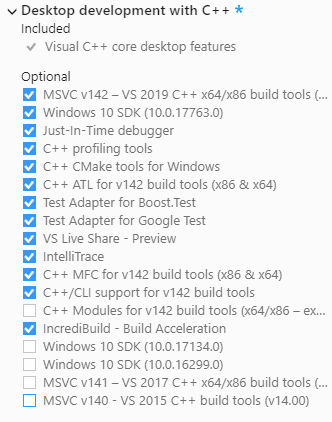 Desktop development with C++ *
Included
Visual C++ core desktop features
Optional
MSVC v142 – VS 2019 C++ x64/x86 build tools (...
Windows 10 SDK (10.0.17763.0)
Just-In-Time debugger
C++ profiling tools
C++ CMake tools for Windows
C++ ATL for v142 build tools (x86 & x64)
Test Adapter for Boost.Test
Test Adapter for Google Test
VS Live Share - Preview
IntelliTrace
C++ MFC for v142 build tools (x86 & x64)
C++/CLI support for v142 build tools
C++ Modules for v142 build tools (x64/x86 – ex...
IncrediBuild - Build Acceleration
Windows 10 SDK (10.0.17134.0)
Windows 10 SDK (10.0.16299.0)
MSVC v141 – VS 2017 C++ x64/x86 build tools (...
MSVC v140 - VS 2015 C++ build tools (v14.00)